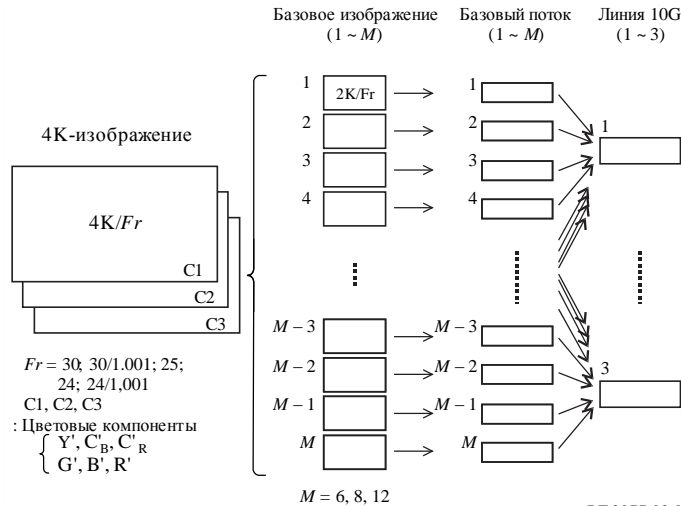 Базовое изображение
(1 ~ M)
Базовый поток
(1 ~ M)
Линия 10G
(1 ~ 3)
4K-изображение
4K/Fr
C1
C2
C3
Fr = 30; 30/1.001; 25;
24; 24/1,001
C1, C2, C3
: Цветовые компоненты
Y', C'B, C'R
G', B', R'
1
2K/Fr
2
3
4
M – 3
M – 2
M – 1
M
M = 6, 8, 12
1
2
3
4
M – 3
M – 2
M – 1
M
1
3